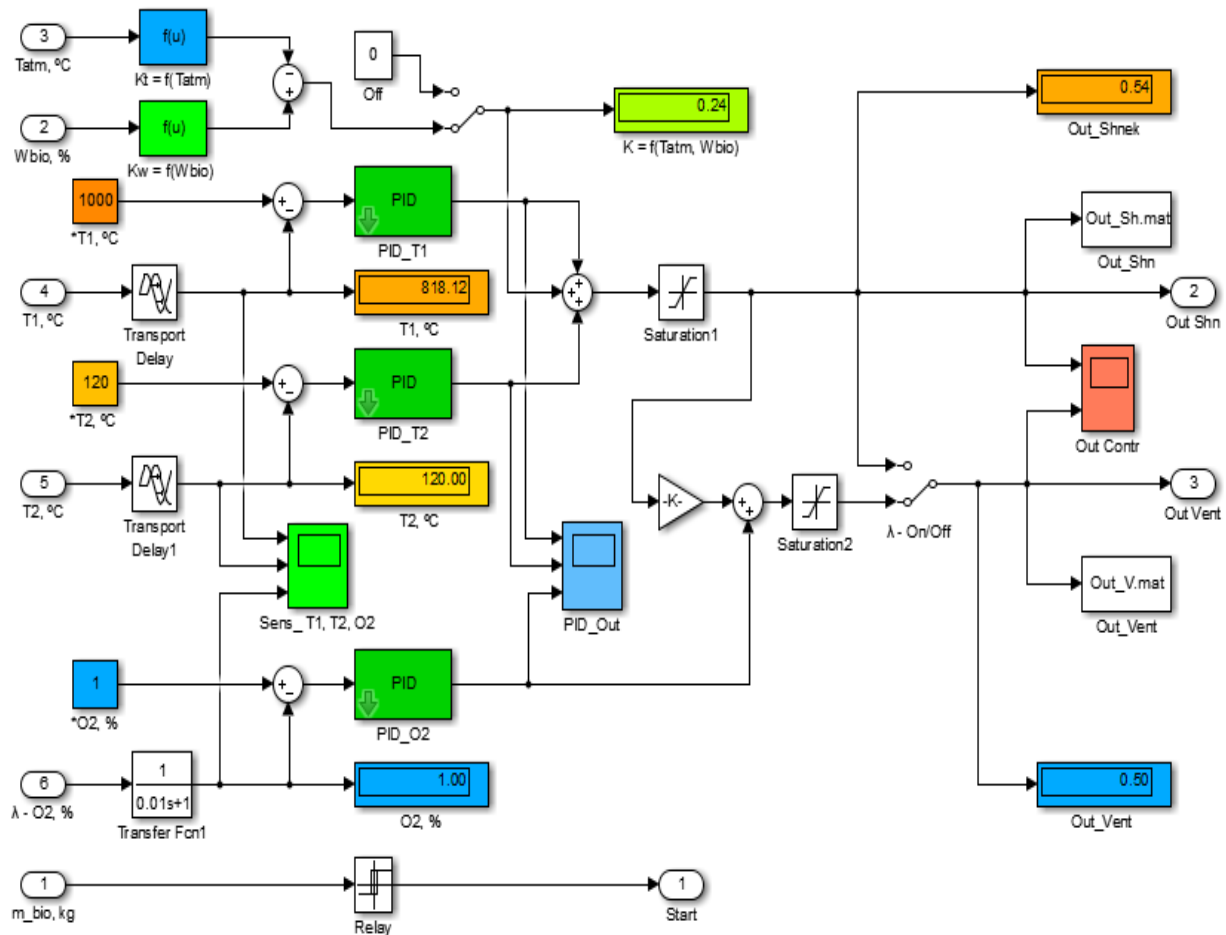 3
Tatm, ºC
f(u)
Kt = f(Tatm)
−
+
0
Off
0.24
K = f(Tatm, Wbio)
0.54
Out_Shnek
2
Wbio, %
f(u)
Kw = f(Wbio)
1000
*T1, ºC
+
−
PID
PID_T1
Out_Sh.mat
Out_Shn
4
T1, ºC
Transport
Delay
818.12
T1, ºC
+
+
+
Saturation1
2
Out Shn
120
*T2, ºC
+
−
PID
PID_T2
Out Contr
5
T2, ºC
Transport
Delay1
120.00
T2, ºC
-K-
+
+
Saturation2
λ - On/Off
3
Out Vent
Sens_ T1, T2, O2
PID_Out
Out_V.mat
Out_Vent
1
*O2, %
+
−
PID
PID_O2
6
λ - O2, %
1
0.01s+1
Transfer Fcn1
1.00
O2, %
0.50
Out_Vent
1
m_bio, kg
Relay
1
Start